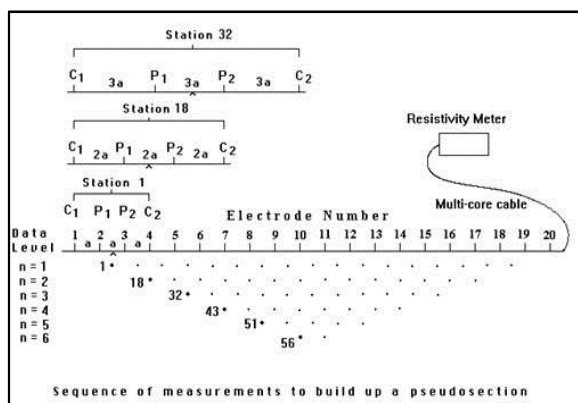 Station 32
C1 3a P1 3a P2 3a C2
Station 18
C1 2a P1 2a P2 2a C2
Station 1
C1 P1 P2 C2
Resistivity Meter
Multi-core cable
Electrode Number
Data Level
1 2 3 4 5 6 7 8 9 10 11 12 13 14 15 16 17 18 19 20
a a a
n = 1 1
n = 2 18
n = 3 32
n = 4 43
n = 5 51
n = 6 56
Sequence of measurements to build up a pseudosection